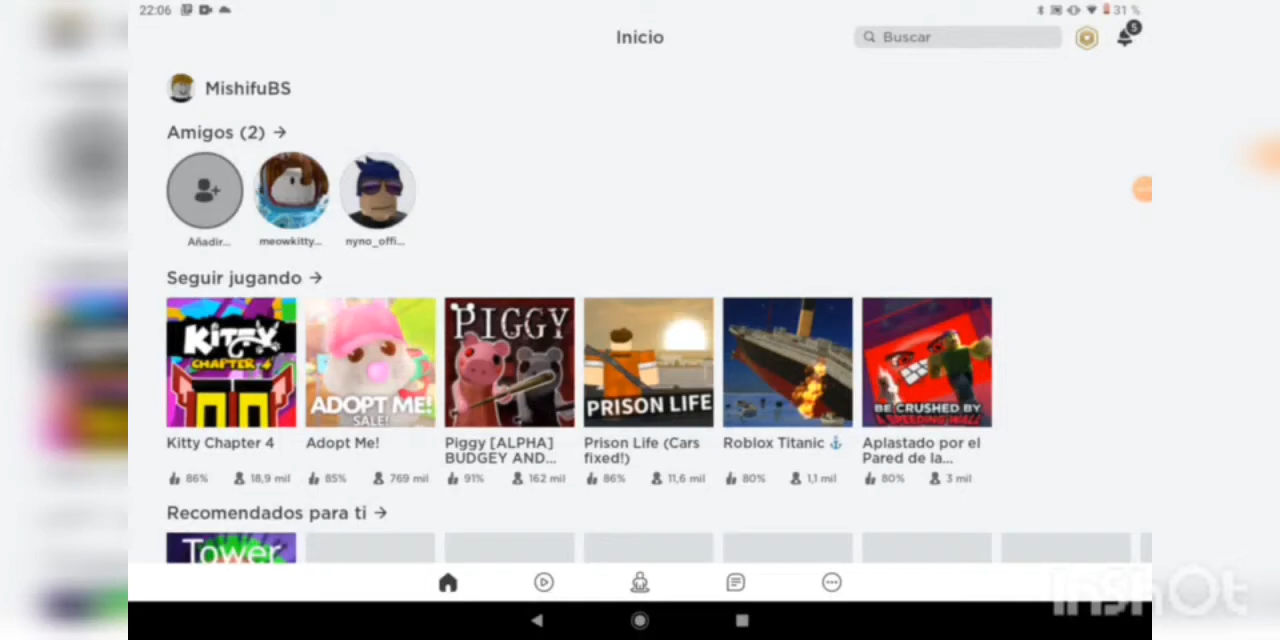 22:06
31 %
Inicio
Buscar
5
MishifuBS
Amigos (2) →
Añadir...
meowkitty...
nyno_offi...
Seguir jugando →
KITTY
CHAPTER 4
ADOPT ME!
SALE!
PIGGY
PRISON LIFE
BE CRUSHED BY
A SPEEDING WALL
Kitty Chapter 4
Adopt Me!
Piggy [ALPHA]
BUDGEY AND...
Prison Life (Cars
fixed!)
Roblox Titanic ⚓
Aplastado por el
Pared de la...
86% 18,9 mil
85% 769 mil
91% 162 mil
86% 11,6 mil
80% 1,1 mil
80% 3 mil
Recomendados para ti →
Tower
InShOt